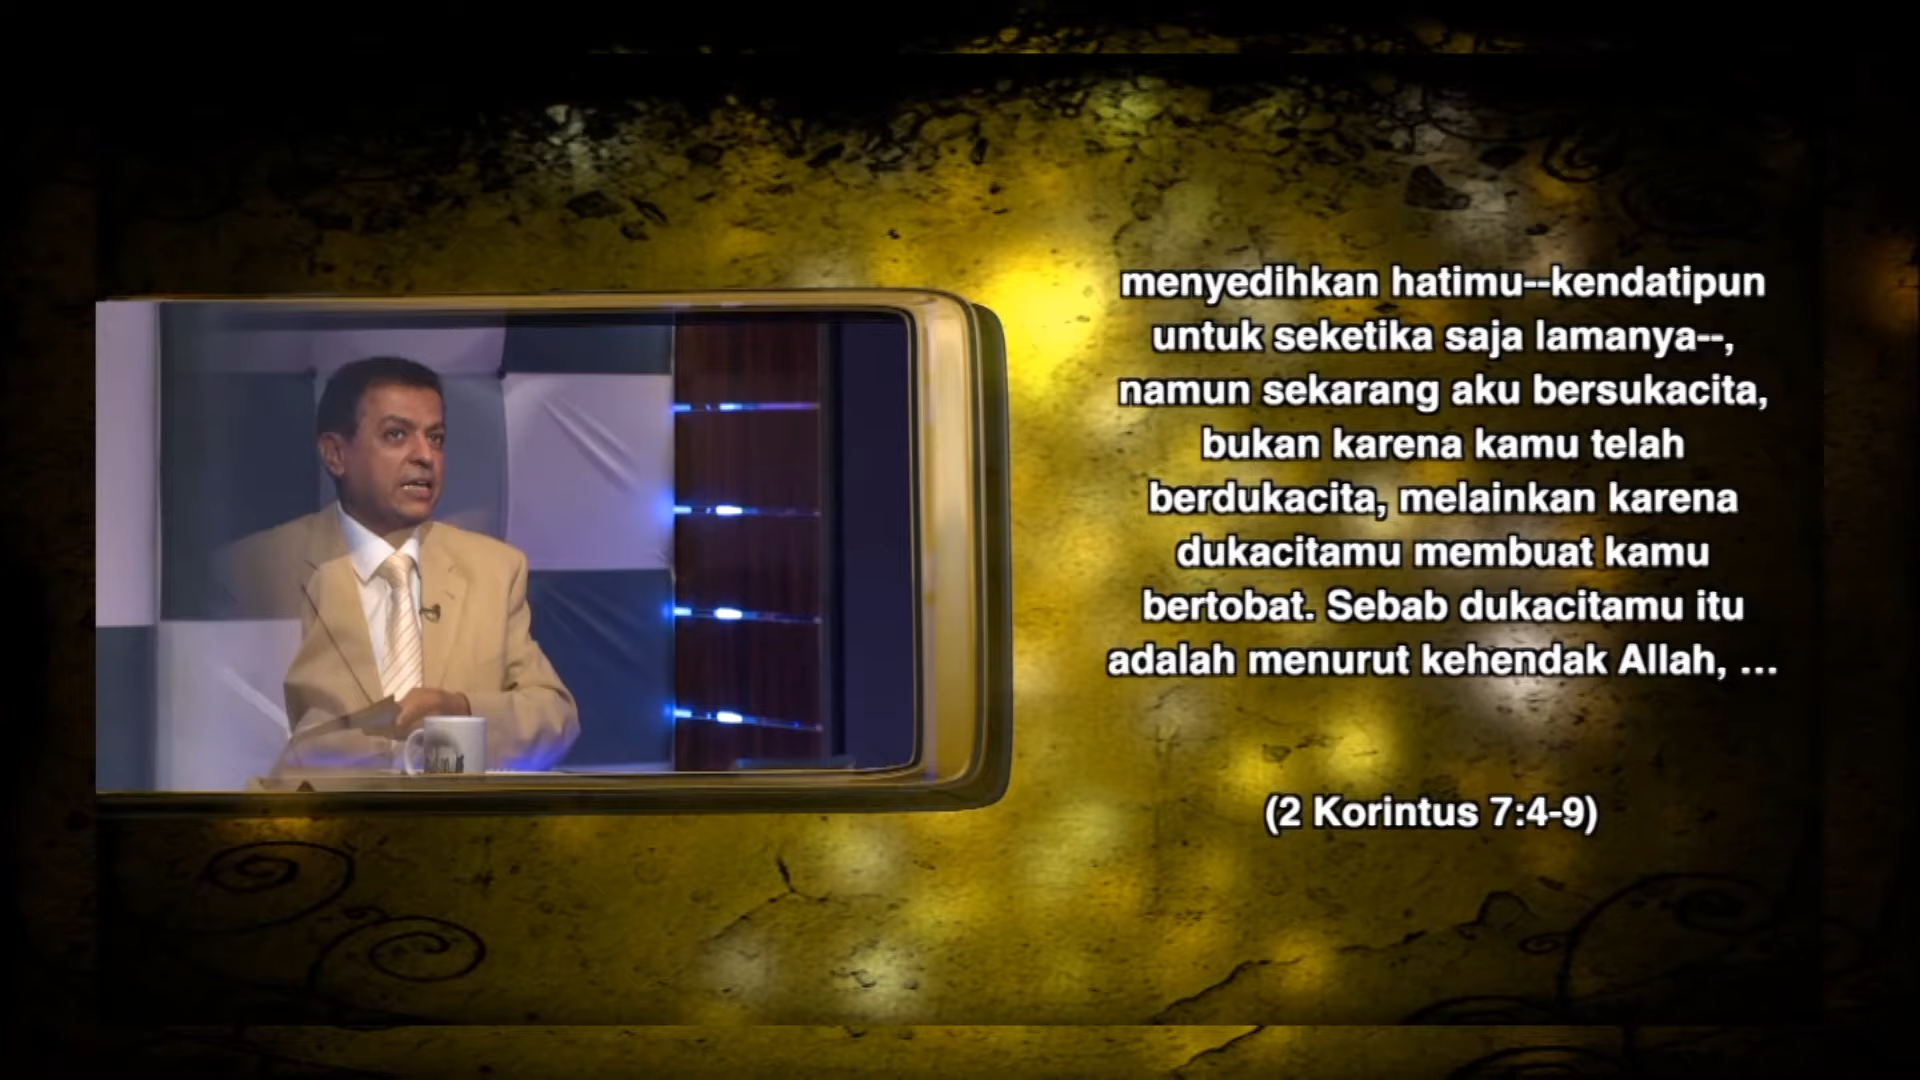 menyedihkan hatimu--kendatipun
untuk seketika saja lamanya--,
namun sekarang aku bersukacita,
bukan karena kamu telah
berdukacita, melainkan karena
dukacitamu membuat kamu
bertobat. Sebab dukacitamu itu
adalah menurut kehendak Allah, ...
(2 Korintus 7:4-9)